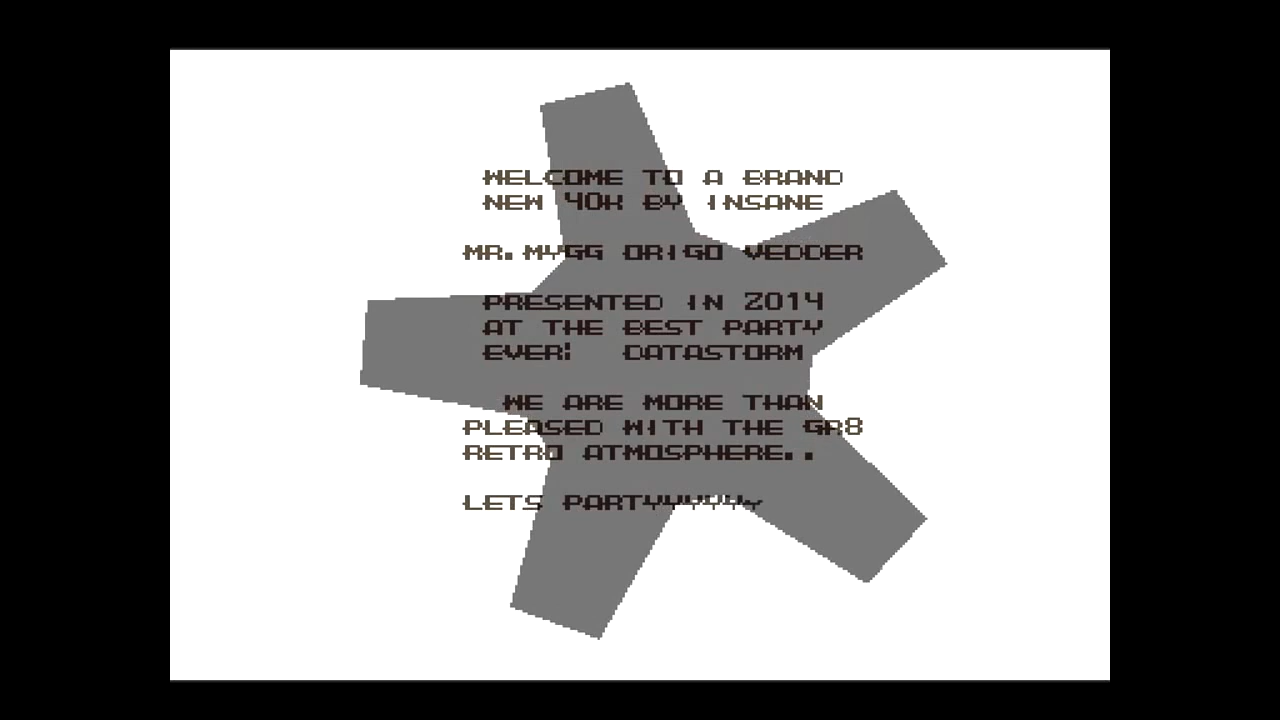 WELCOME TO A BRAND
NEW 40K BY INSANE
MR.MYGG ORIGO VEDDER
PRESENTED IN 2014
AT THE BEST PARTY
EVER! DATASTORM
WE ARE MORE THAN
PLEASED WITH THE GR8
RETRO ATMOSPHERE..
LETS PARTYYYYYY